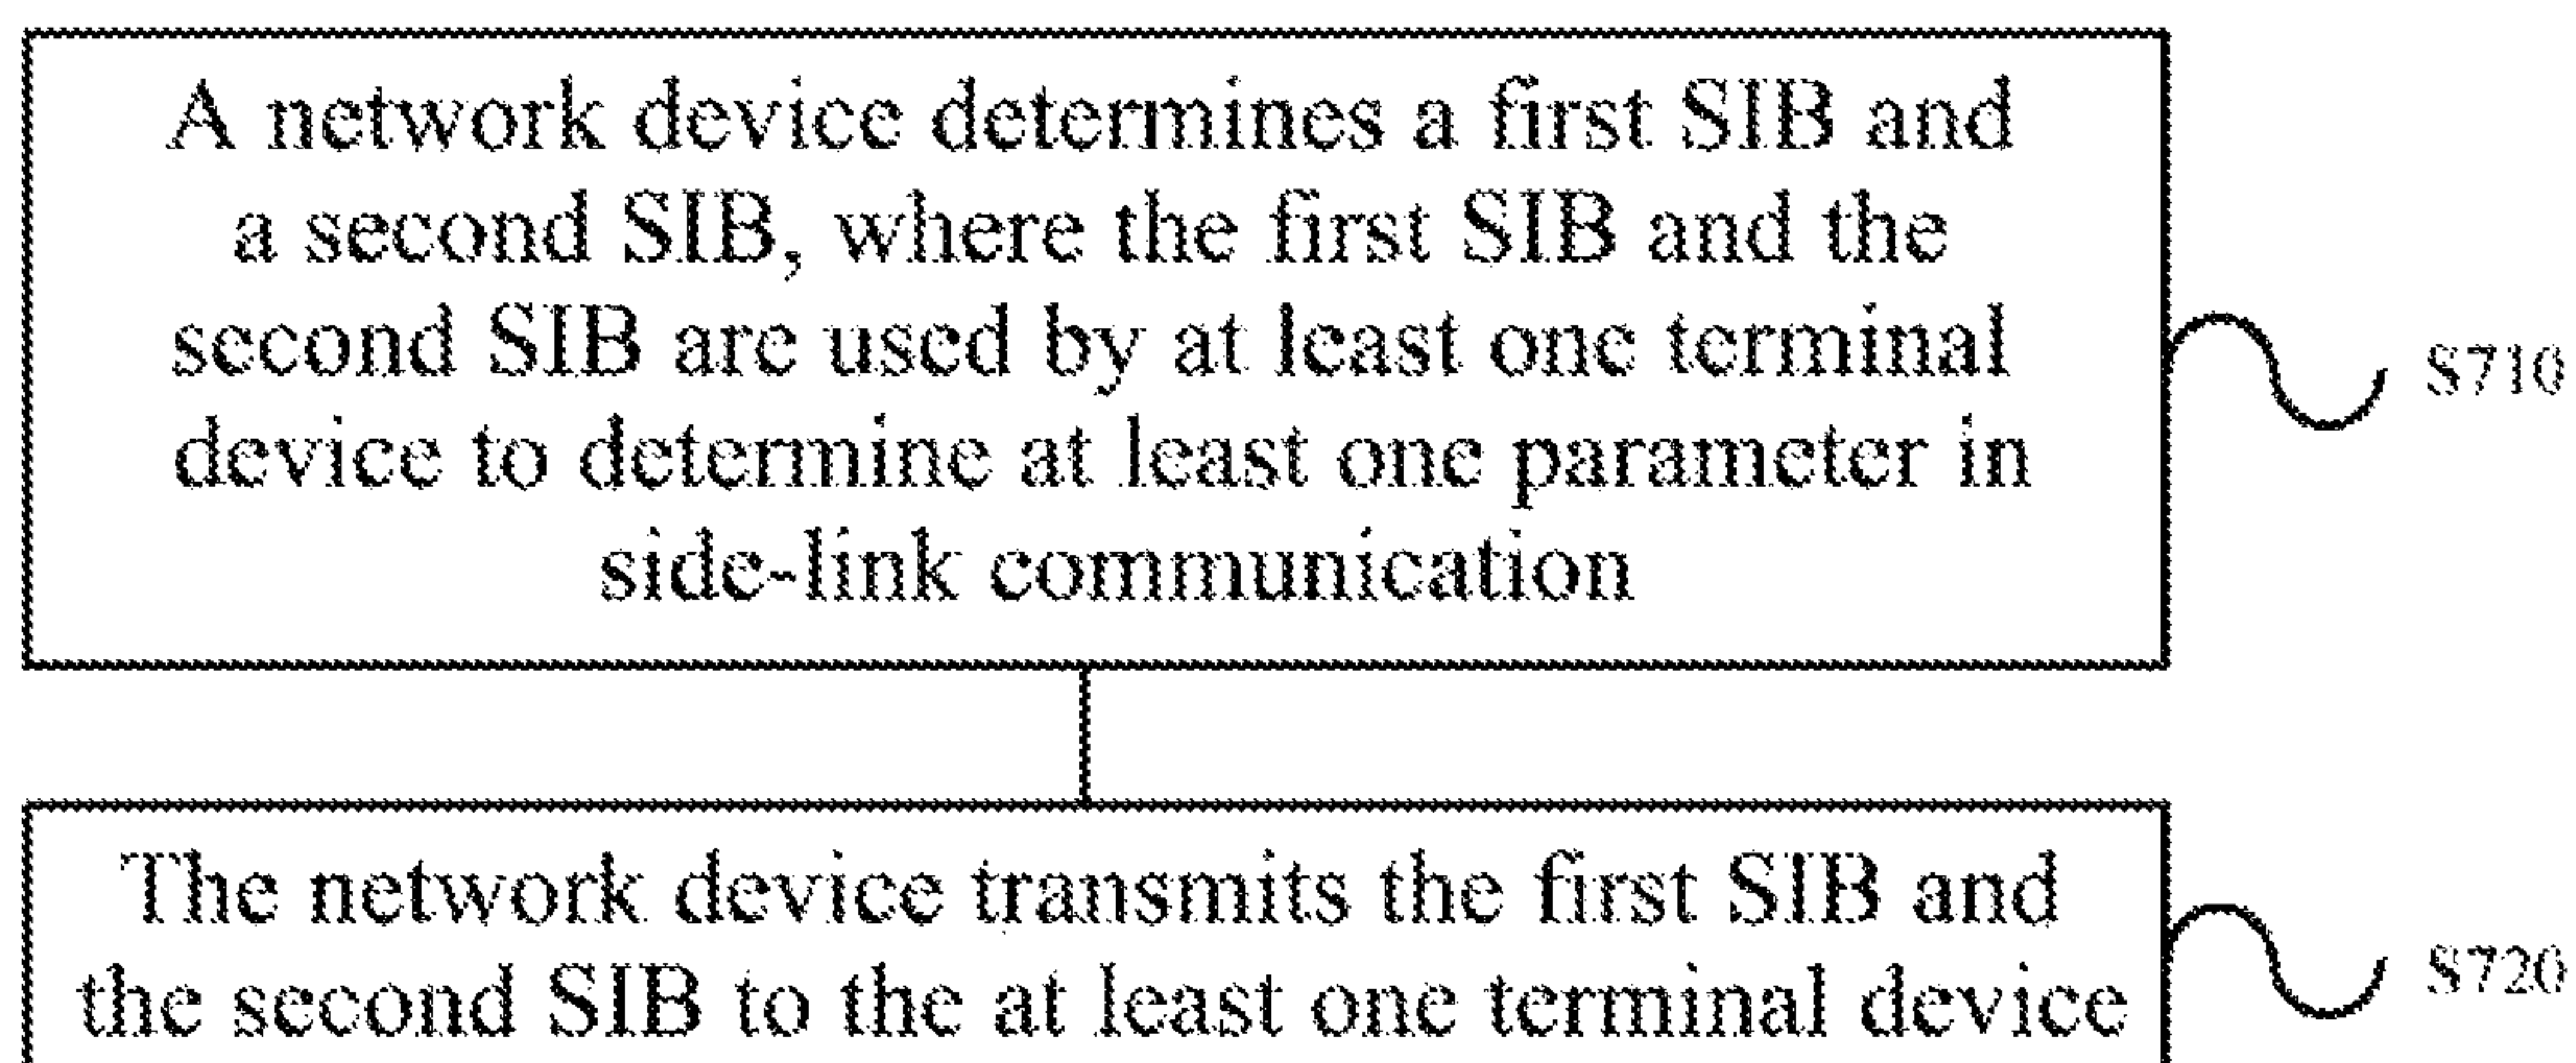 A network device determines a first SIB and
a second SIB, where the first SIB and the
second SIB are used by at least one terminal
device to determine at least one parameter in
side-link communication
S710
The network device transmits the first SIB and
the second SIB to the at least one terminal device
S720